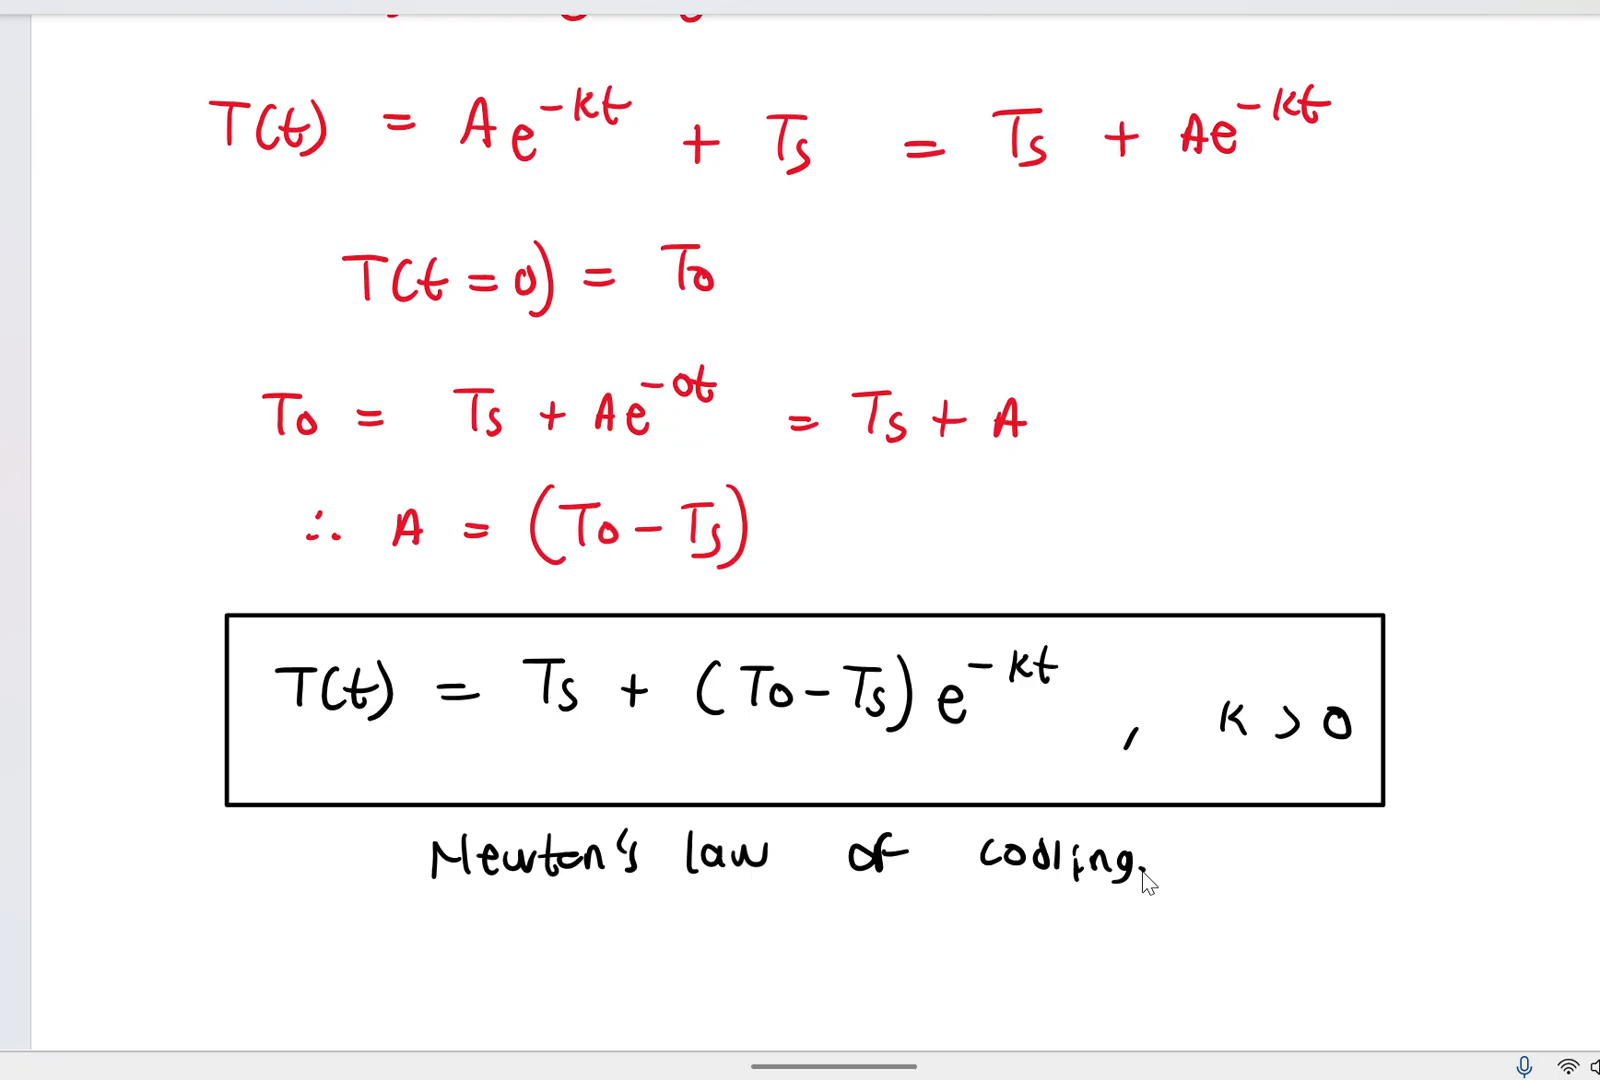 T(t) = Ae^{-kt} + Ts = Ts + Ae^{-kt}
T(t=0) = To
To = Ts + Ae^{-0t} = Ts + A
∴ A = (To - Ts)
T(t) = Ts + (To - Ts) e^{-kt} , K > 0
Newton's law of cooling.